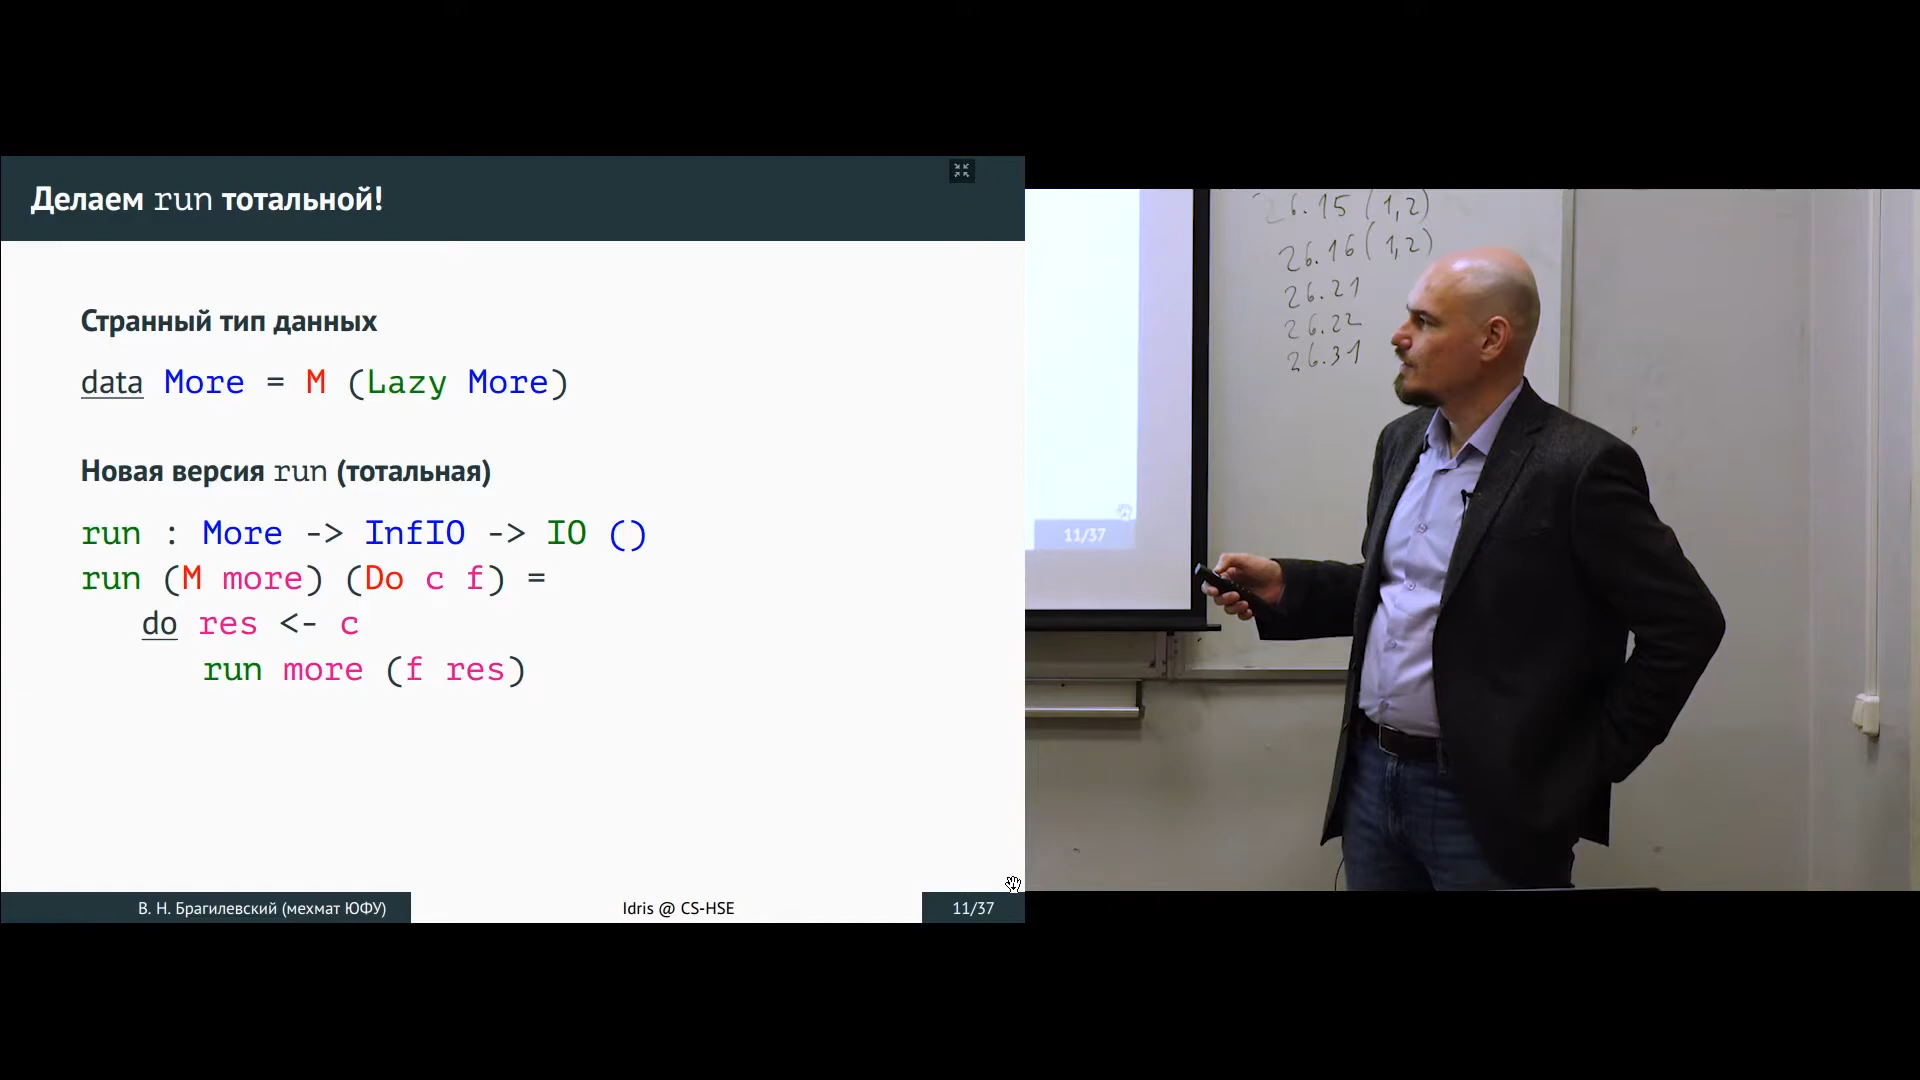 Делаем run тотальной!
Странный тип данных
data More = M (Lazy More)
Новая версия run (тотальная)
run : More -> InfIO -> IO ()
run (M more) (Do c f) =
do res <- c
run more (f res)
В. Н. Брагилевский (мехмат ЮФУ)
Idris @ CS-HSE
11/37
26.15 (1,2)
26.16 (1,2)
26.21
26.22
26.31
11/37